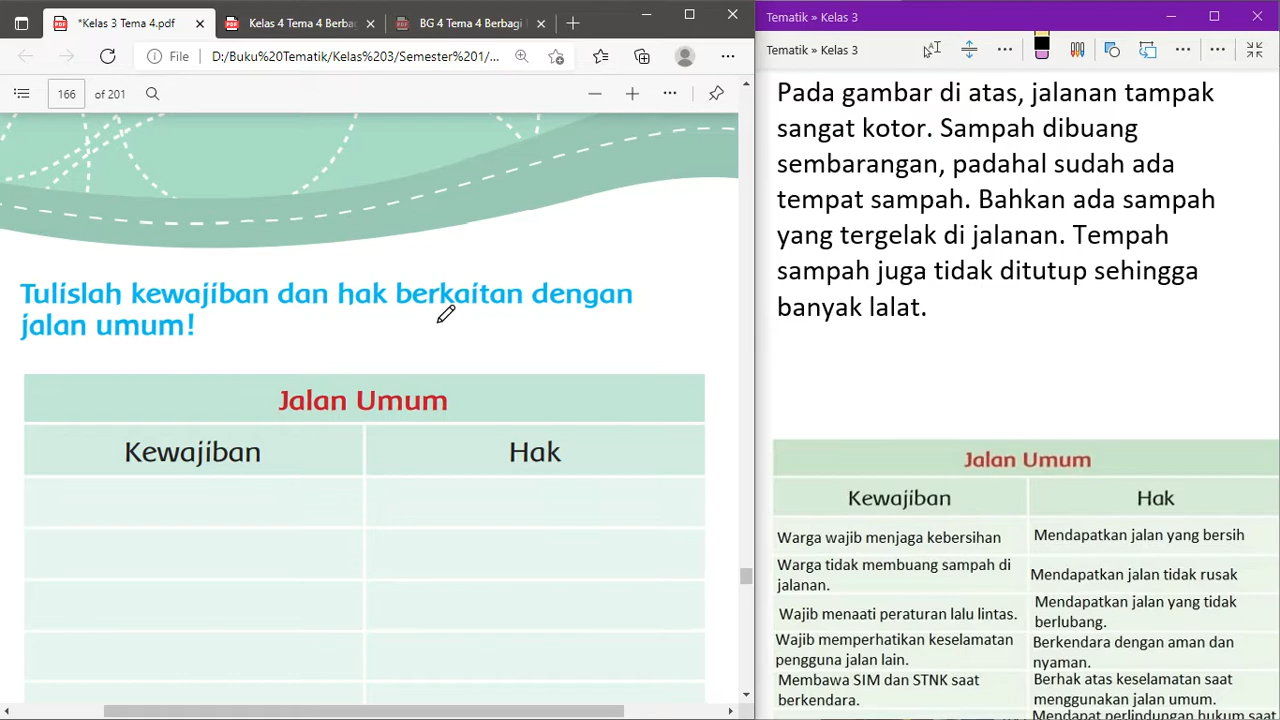 *Kelas 3 Tema 4.pdf
Kelas 4 Tema 4 Berbag
BG 4 Tema 4 Berbagi
File
D:/Buku%20Tematik/Kelas%203/Semester%201/...
166 of 201
Tulislah kewajiban dan hak berkaitan dengan
jalan umum!
Jalan Umum
Kewajiban Hak
Tematik » Kelas 3
Tematik » Kelas 3
Pada gambar di atas, jalanan tampak
sangat kotor. Sampah dibuang
sembarangan, padahal sudah ada
tempat sampah. Bahkan ada sampah
yang tergelak di jalanan. Tempah
sampah juga tidak ditutup sehingga
banyak lalat.
Jalan Umum
Kewajiban Hak
Warga wajib menjaga kebersihan
Mendapatkan jalan yang bersih
Warga tidak membuang sampah di
jalanan.
Mendapatkan jalan tidak rusak
Wajib menaati peraturan lalu lintas.
Mendapatkan jalan yang tidak
berlubang.
Wajib memperhatikan keselamatan
pengguna jalan lain.
Berkendara dengan aman dan
nyaman.
Membawa SIM dan STNK saat
berkendara.
Berhak atas keselamatan saat
menggunakan jalan umum.
Mendapat perlindungan hukum saat